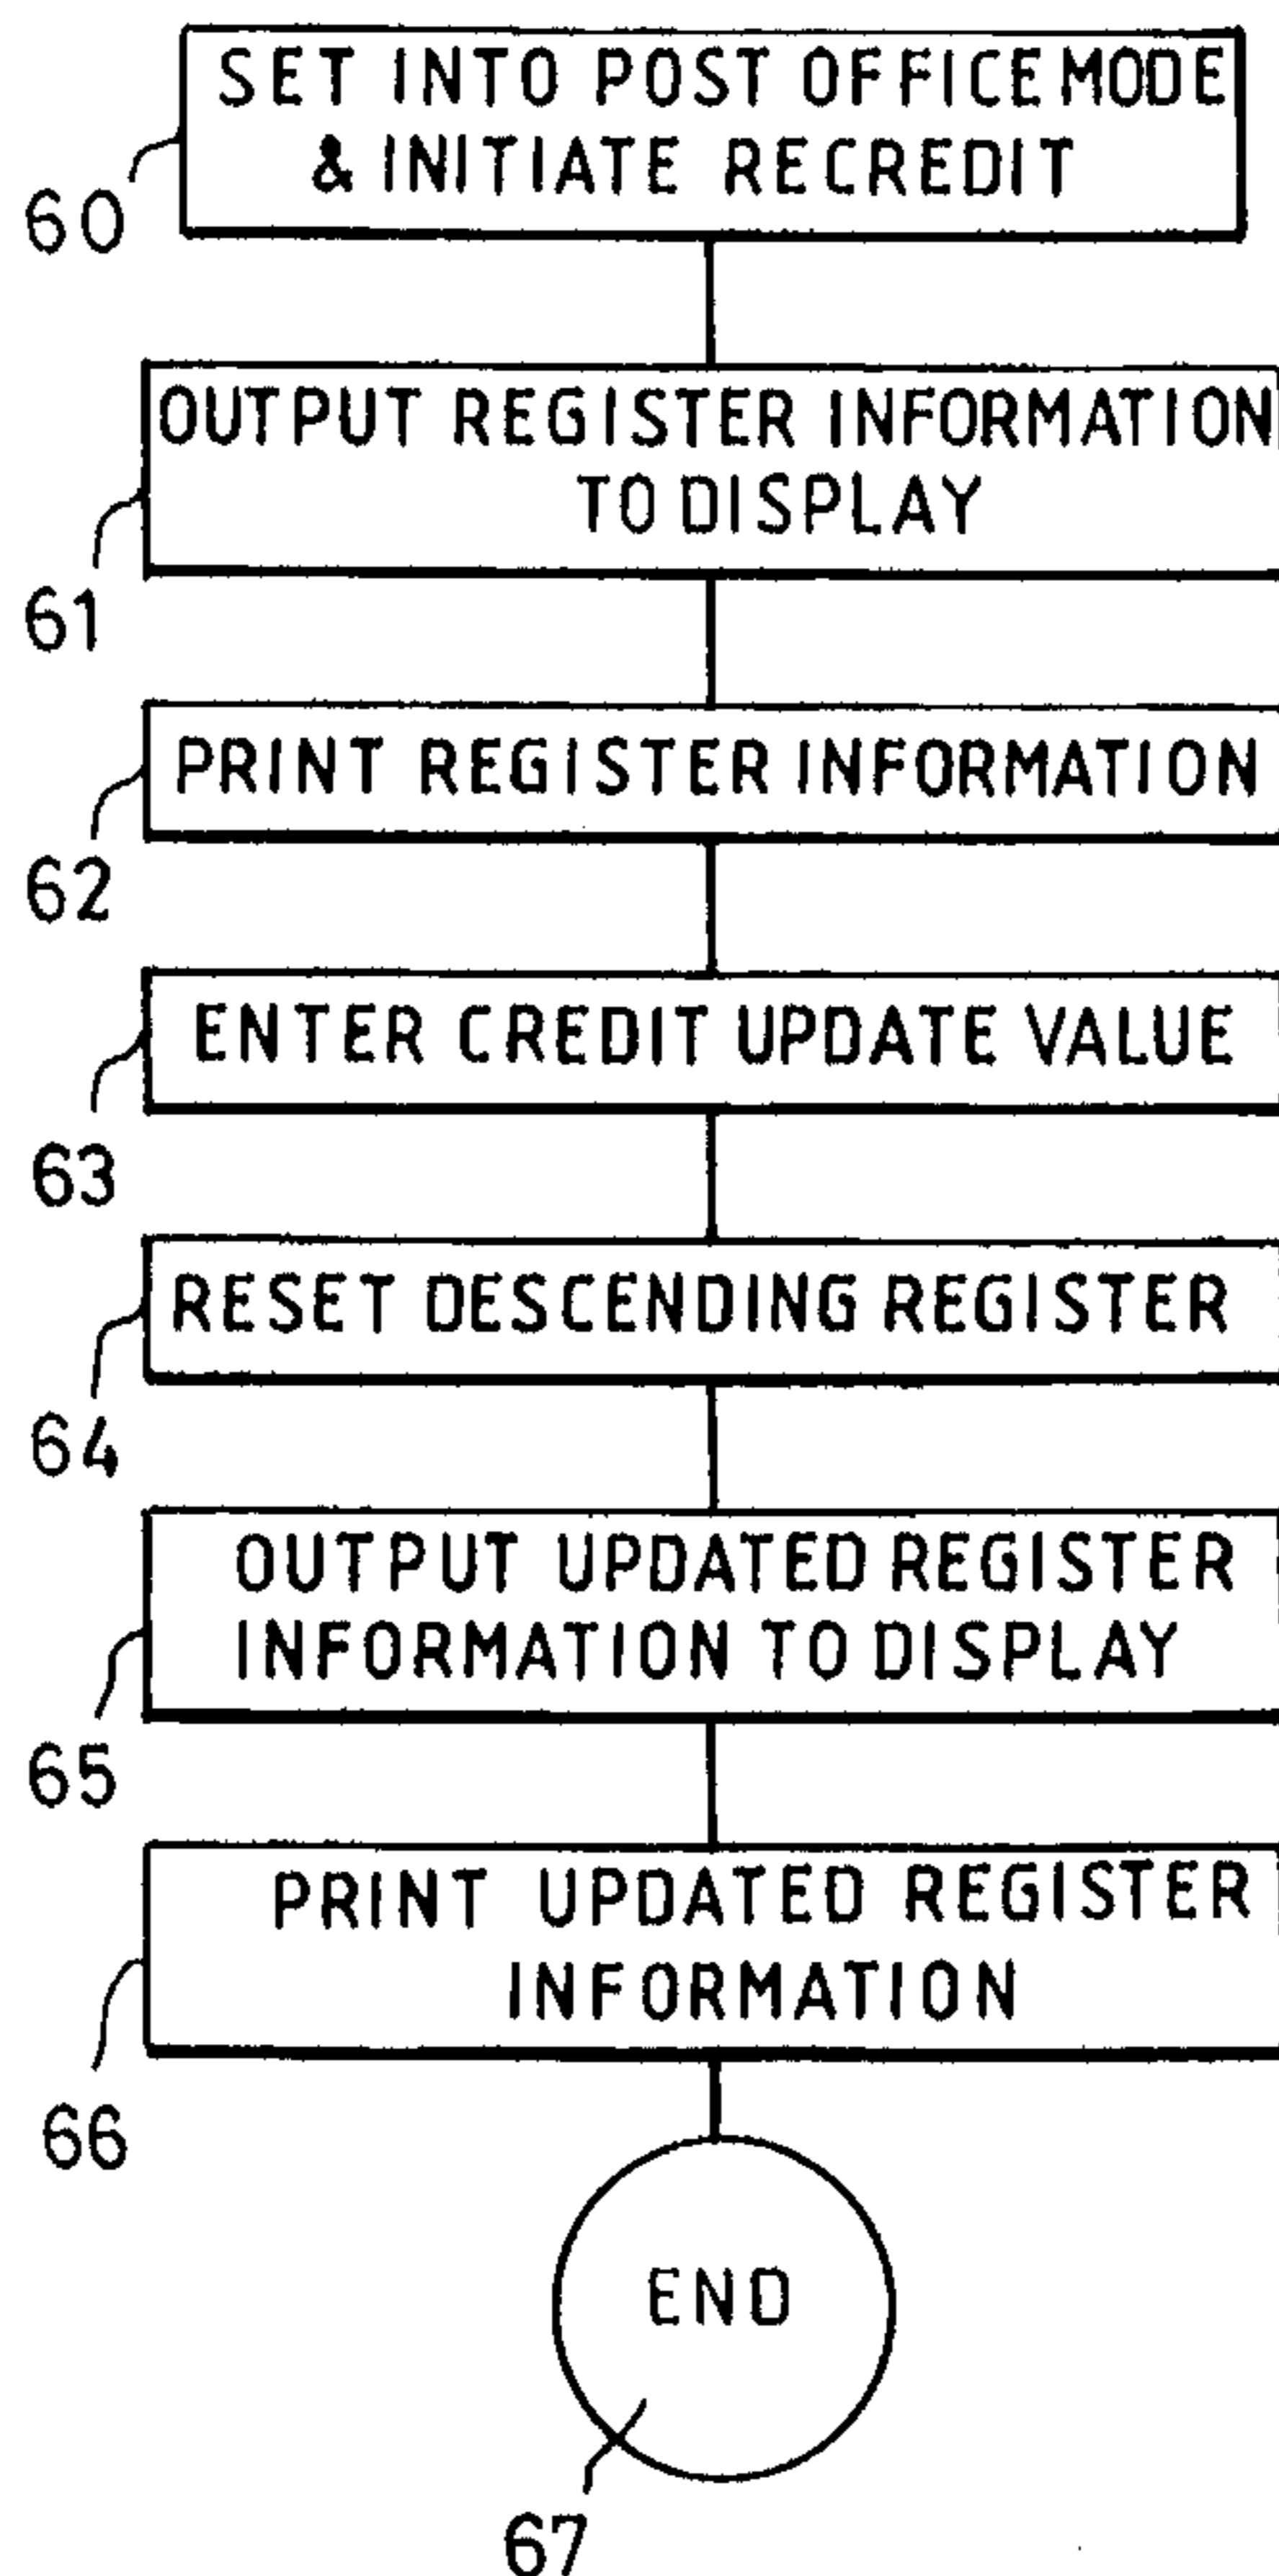 SET INTO POST OFFICE MODE
& INITIATE RECREDIT
60
OUTPUT REGISTER INFORMATION
TO DISPLAY
61
PRINT REGISTER INFORMATION
62
ENTER CREDIT UPDATE VALUE
63
RESET DESCENDING REGISTER
64
OUTPUT UPDATED REGISTER
INFORMATION TO DISPLAY
65
PRINT UPDATED REGISTER
INFORMATION
66
END
67